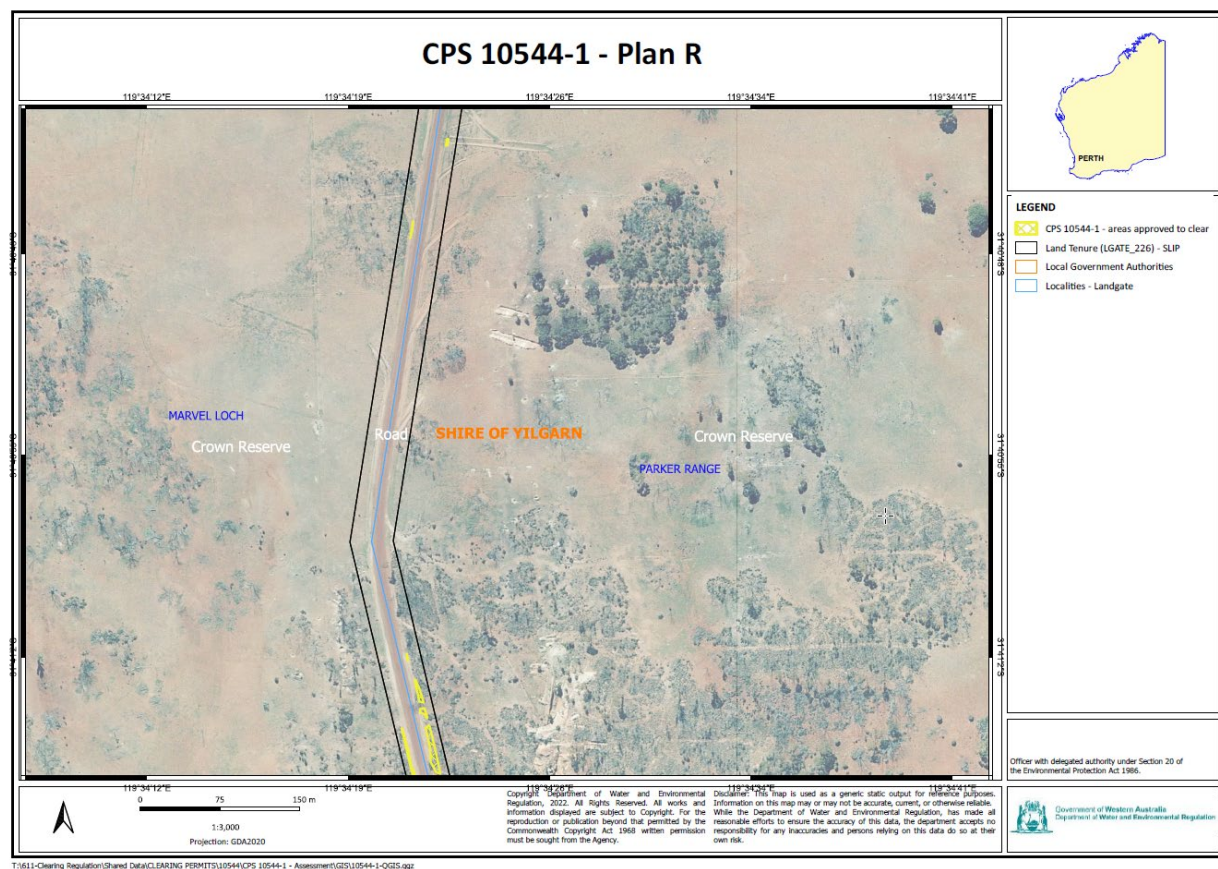 CPS 10544-1 - Plan R
119°34'12"E 119°34'19"E 119°34'26"E 119°34'34"E 119°34'41"E
PERTH
LEGEND
CPS 10544-1 - areas approved to clear
Land Tenure (LGATE_226) - SLIP
Local Government Authorities
Localities - Landgate
31°40'48"S
MARVEL LOCH
Crown Reserve
Road
SHIRE OF YILGARN
Crown Reserve
PARKER RANGE
31°41'2"S 31°41'2"S
119°34'12"E 119°34'19"E 119°34'26"E 119°34'34"E 119°34'41"E
Officer with delegated authority under Section 20 of
the Environmental Protection Act 1986.
0 75 150 m
1:3,000
Projection: GDA2020
Copyright Department of Water and Environmental
Regulation, 2022. All Rights Reserved. All works and
information displayed are subject to Copyright. For the
reproduction or publication beyond that permitted by the
Commonwealth Copyright Act 1968 written permission
must be sought from the Agency.
Disclaimer: This map is used as a generic static output for reference purposes.
Information on this map may or may not be accurate, current, or otherwise reliable.
While the Department of Water and Environmental Regulation, has made all
reasonable efforts to ensure the accuracy of this data, the department accepts no
responsibility for any inaccuracies and persons relying on this data do so at their
own risk.
Government of Western Australia
Department of Water and Environmental Regulation
T:\611-Clearing Regulation\Shared Data\CLEARING PERMITS\10544\CPS 10544-1 - Assessment\GIS\10544-1-QGIS.qgz